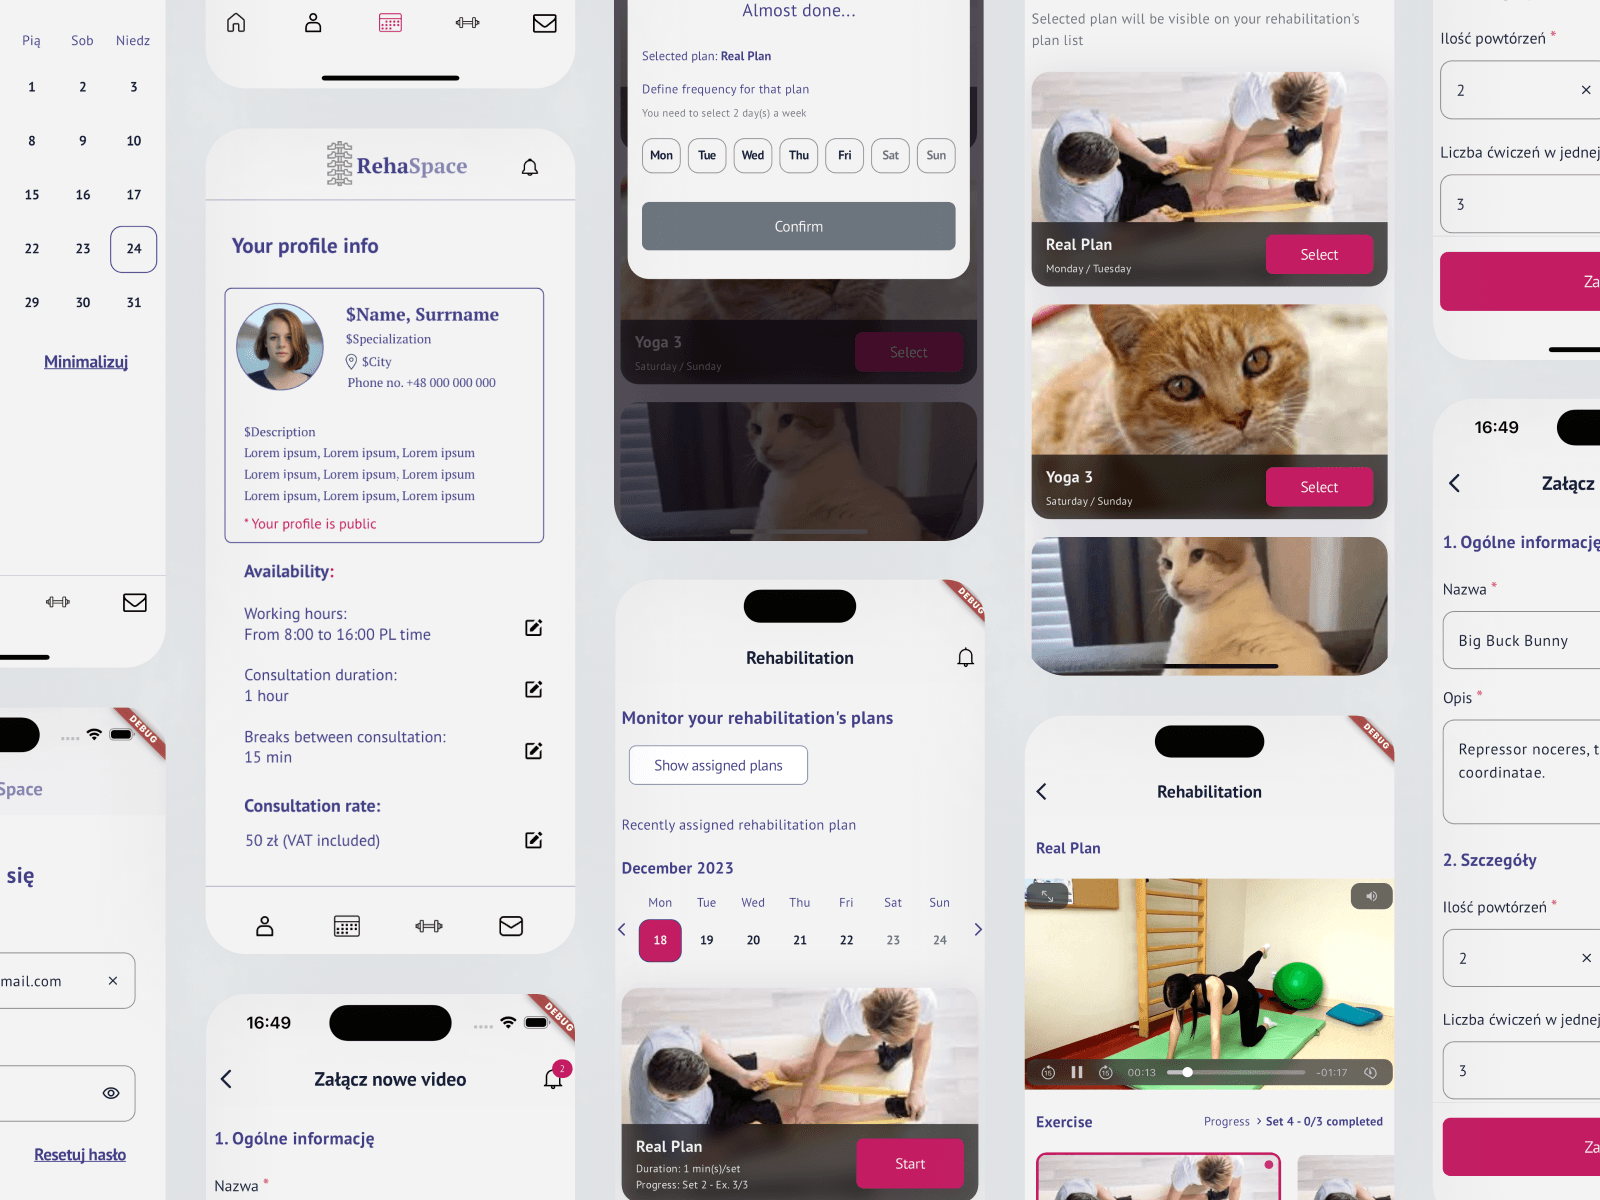 Pią Sob Niedz
1 2 3
8 9 10
15 16 17
22 23 24
29 30 31
Minimalizuj
DEBUG
Space
się
mail.com
Resetuj hasło
RehaSpace
Your profile info
$Name, Surrname
$Specialization
$City
Phone no. +48 000 000 000
$Description
Lorem ipsum, Lorem ipsum, Lorem ipsum
Lorem ipsum, Lorem ipsum, Lorem ipsum
Lorem ipsum, Lorem ipsum, Lorem ipsum
* Your profile is public
Availability:
Working hours:
From 8:00 to 16:00 PL time
Consultation duration:
1 hour
Breaks between consultation:
15 min
Consultation rate:
50 zł (VAT included)
16:49
DEBUG
Załącz nowe video
2
1. Ogólne informację
Nazwa *
Almost done...
Selected plan: Real Plan
Define frequency for that plan
You need to select 2 day(s) a week
Mon Tue Wed Thu Fri Sat Sun
Confirm
Yoga 3
Saturday / Sunday
Select
DEBUG
Rehabilitation
Monitor your rehabilitation's plans
Show assigned plans
Recently assigned rehabilitation plan
December 2023
Mon Tue Wed Thu Fri Sat Sun
18 19 20 21 22 23 24
Real Plan
Duration: 1 min(s)/set
Progress: Set 2 - Ex. 3/3
Start
Selected plan will be visible on your rehabilitation's
plan list
Real Plan
Monday / Tuesday
Select
Yoga 3
Saturday / Sunday
Select
DEBUG
Rehabilitation
Real Plan
15 15 00:13 -01:17
Exercise
Progress > Set 4 - 0/3 completed
Ilość powtórzeń *
2
Liczba ćwiczeń w jednej
3
Za
16:49
Załącz
1. Ogólne informację
Nazwa *
Big Buck Bunny
Opis *
Repressor noceres, t
coordinatae.
2. Szczegóły
Ilość powtórzeń *
2
Liczba ćwiczeń w jednej
3
Za